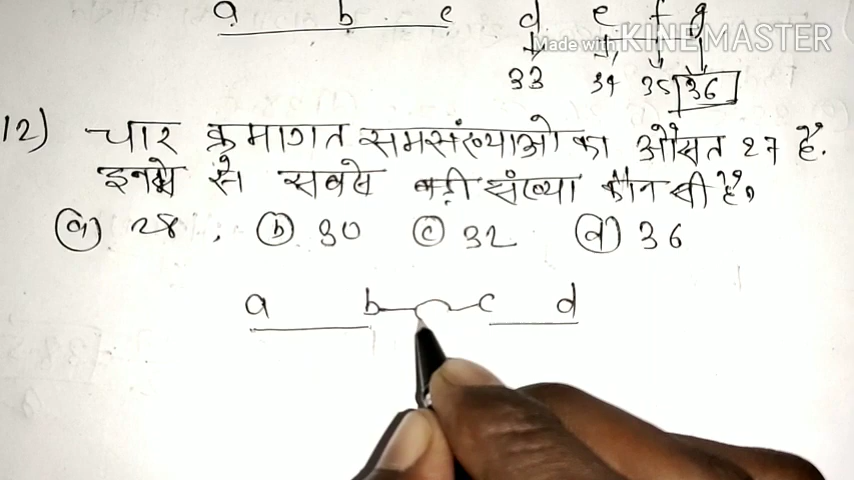 a b c d e f g
Made with KINEMASTER
33 34 35 36
12) चार क्रमागत समसंख्याओ का औसत 27 हैं.
इनमे से सबसे बड़ी संख्या कौन सी है?
(a) 28 , (b) 30 (c) 32 (d) 36
a b c d